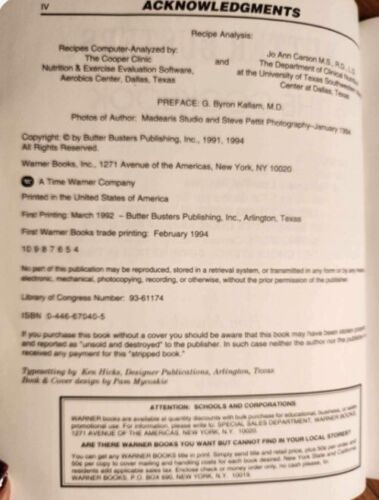 IV
ACKNOWLEDGMENTS
Recipe Analysis:
Recipes Computer-Analyzed by:
The Cooper Clinic
Nutrition & Exercise Evaluation Software,
Aerobics Center, Dallas, Texas
and
Jo Ann Carson M.S., R.D., L.D.
The Department of Clinical
at the University of Texas Southwestern
Center at Dallas, Texas
PREFACE: G. Byron Kallam, M.D.
Photos of Author: Madearis Studio and Steve Pettit Photography–January 1994
Copyright: © by Butter Busters Publishing, Inc., 1991, 1994
All Rights Reserved.
Warner Books, Inc., 1271 Avenue of the Americas, New York, NY 10020
A Time Warner Company
Printed in the United States of America
First Printing: March 1992 – Butter Busters Publishing, Inc., Arlington, Texas
First Warner Books trade printing: February 1994
10 9 8 7 6 5 4
No part of this publication may be reproduced, stored in a retrieval system, or transmitted in any form or by any means,
electronic, mechanical, photocopying, recording, or otherwise, without the prior permission of the publisher.
Library of Congress Number: 93-61174
ISBN 0-446-67040-5
If you purchase this book without a cover you should be aware that this book may have been stolen
and reported as "unsold and destroyed" to the publisher. In such case neither the author nor the publisher
received any payment for this "stripped book."
Typesetting by Ken Hicks, Designer Publications, Arlington, Texas
Book & Cover design by Pam
ATTENTION: SCHOOLS AND CORPORATIONS
WARNER books are available at quantity discounts with bulk purchase for educational, business, or sales
promotional use. For information, please write to: SPECIAL SALES DEPARTMENT, WARNER BOOKS,
1271 AVENUE OF THE AMERICAS, NEW YORK, N.Y. 10020
ARE THERE WARNER BOOKS YOU WANT BUT CANNOT FIND IN YOUR LOCAL STORES?
You can get any WARNER BOOKS title in print. Simply send title and retail price, plus 50¢ per order and
50¢ per copy to cover mailing and handling costs for each book desired. New York State and California
residents add applicable sales tax. Enclose check or money order only, no cash please, to:
WARNER BOOKS, P.O. BOX 690, NEW YORK, N.Y. 10019